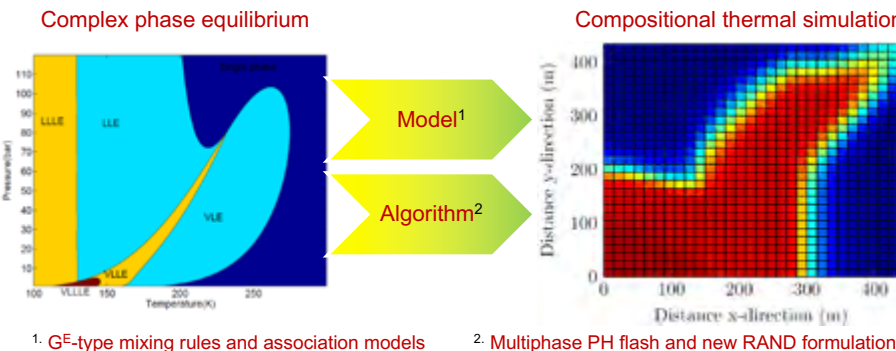 Complex phase equilibrium
Compositional thermal simulation
110
100
90
80
70
60
50
40
30
20
10
Pressure(bar)
LLLE
LLE
VLE
VLLE
VLLLE
100
150
200
250
Temperature(K)
Model1
Algorithm2
400
300
200
100
0
Distance y-direction (m)
0
100
200
300
400
Distance x-direction (m)
1. GE-type mixing rules and association models
2. Multiphase PH flash and new RAND formulation